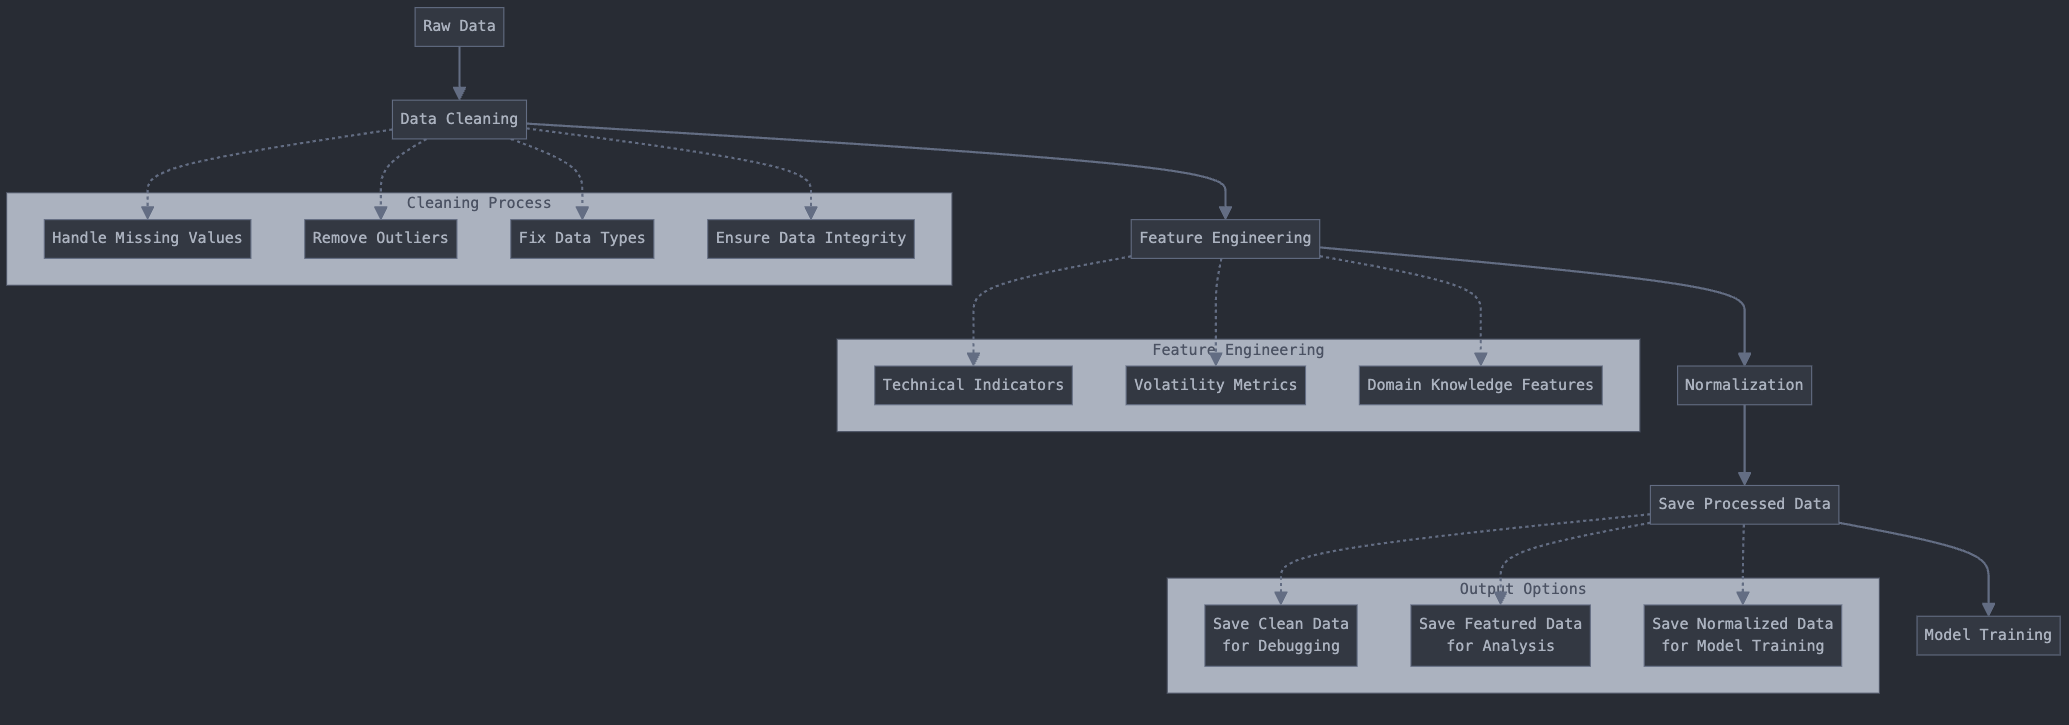 Raw Data
Data Cleaning
Cleaning Process
Handle Missing Values
Remove Outliers
Fix Data Types
Ensure Data Integrity
Feature Engineering
Feature Engineering
Technical Indicators
Volatility Metrics
Domain Knowledge Features
Normalization
Save Processed Data
Output Options
Save Clean Data
for Debugging
Save Featured Data
for Analysis
Save Normalized Data
for Model Training
Model Training